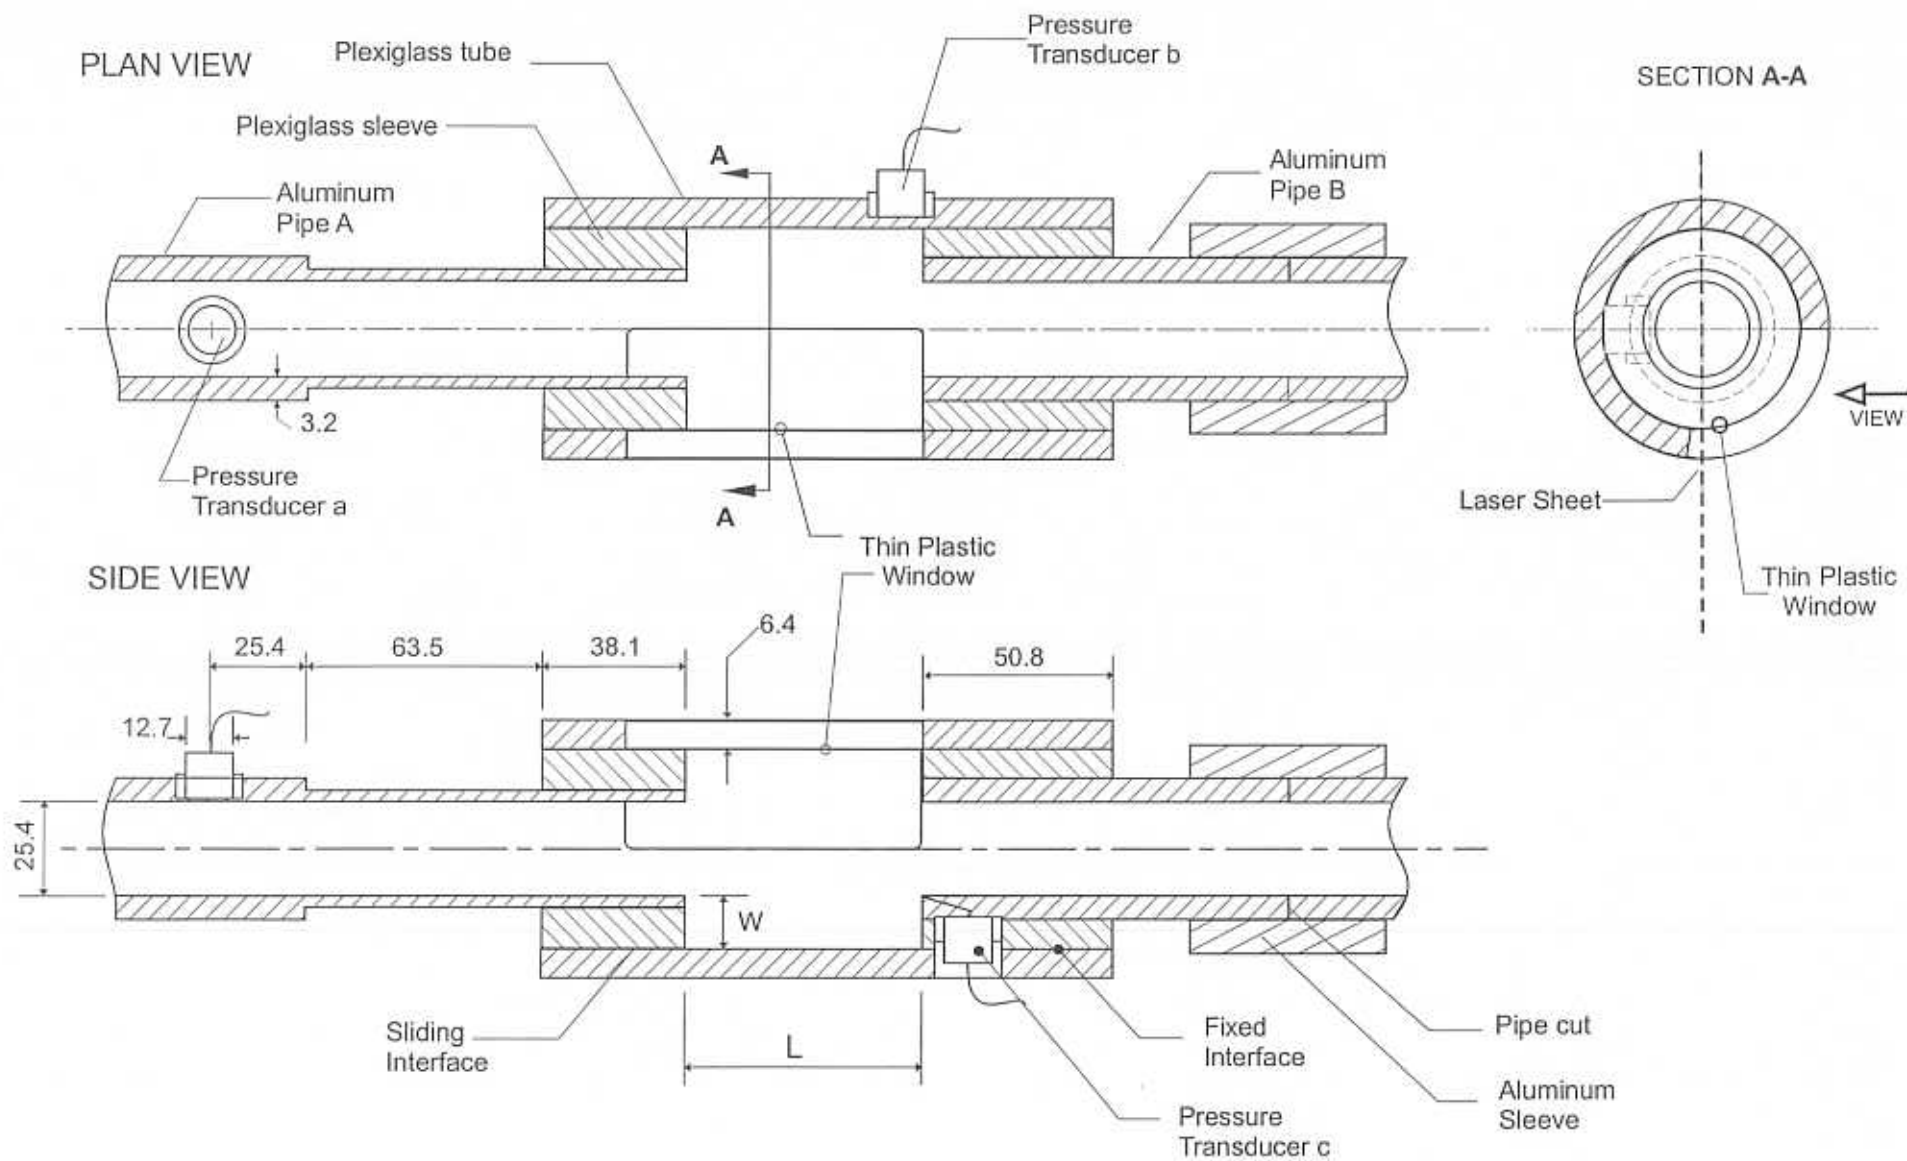 PLAN VIEW
Plexiglass tube
Pressure
Transducer b
SECTION A-A
Plexiglass sleeve
A
Aluminum
Pipe A
Aluminum
Pipe B
3.2
VIEW
Pressure
Transducer a
A
Laser Sheet
Thin Plastic
Window
Thin Plastic
Window
SIDE VIEW
25.4
63.5
38.1
6.4
50.8
12.7
25.4
W
Sliding
Interface
L
Fixed
Interface
Pipe cut
Pressure
Transducer c
Aluminum
Sleeve